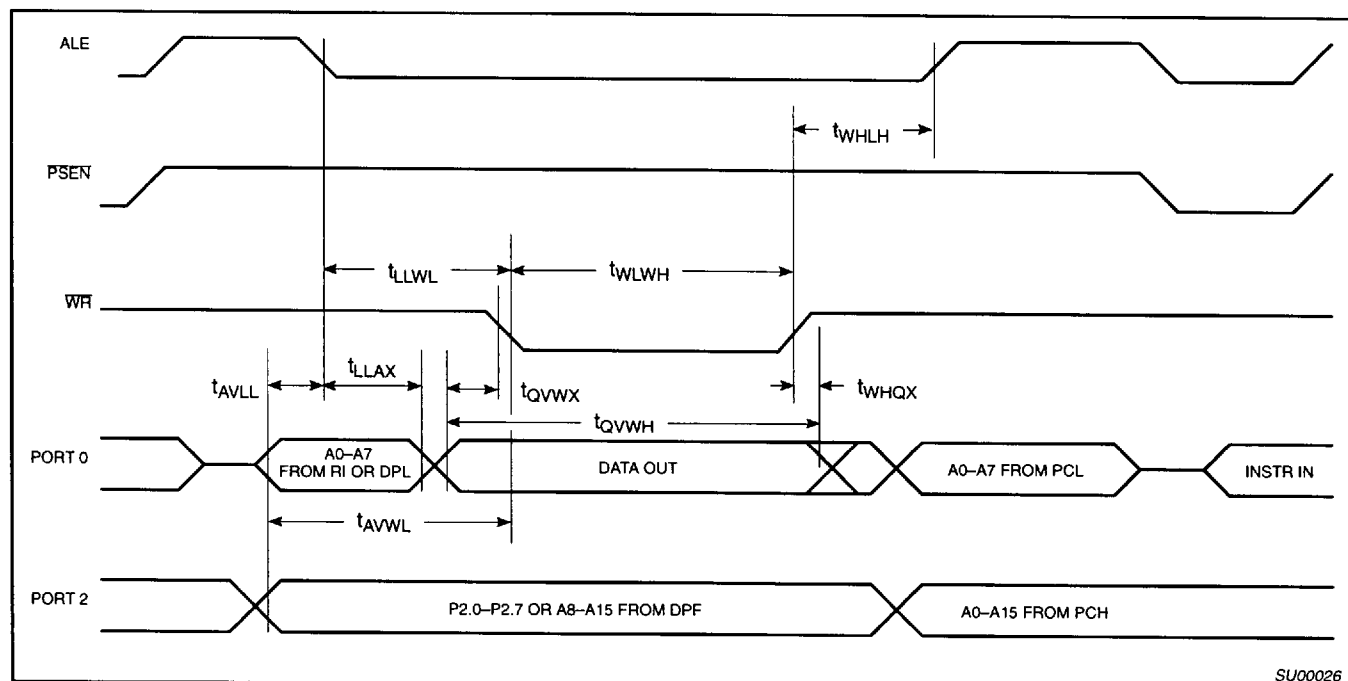 ALE
tWHLH
PSEN
tLLWL
tWLWH
WR
tAVLL
tLLAX
tQVWX
tWHQX
tQVWH
PORT 0
A0–A7
FROM RI OR DPL
DATA OUT
A0–A7 FROM PCL
INSTR IN
tAVWL
PORT 2
P2.0–P2.7 OR A8–A15 FROM DPF
A0–A15 FROM PCH
SU00026